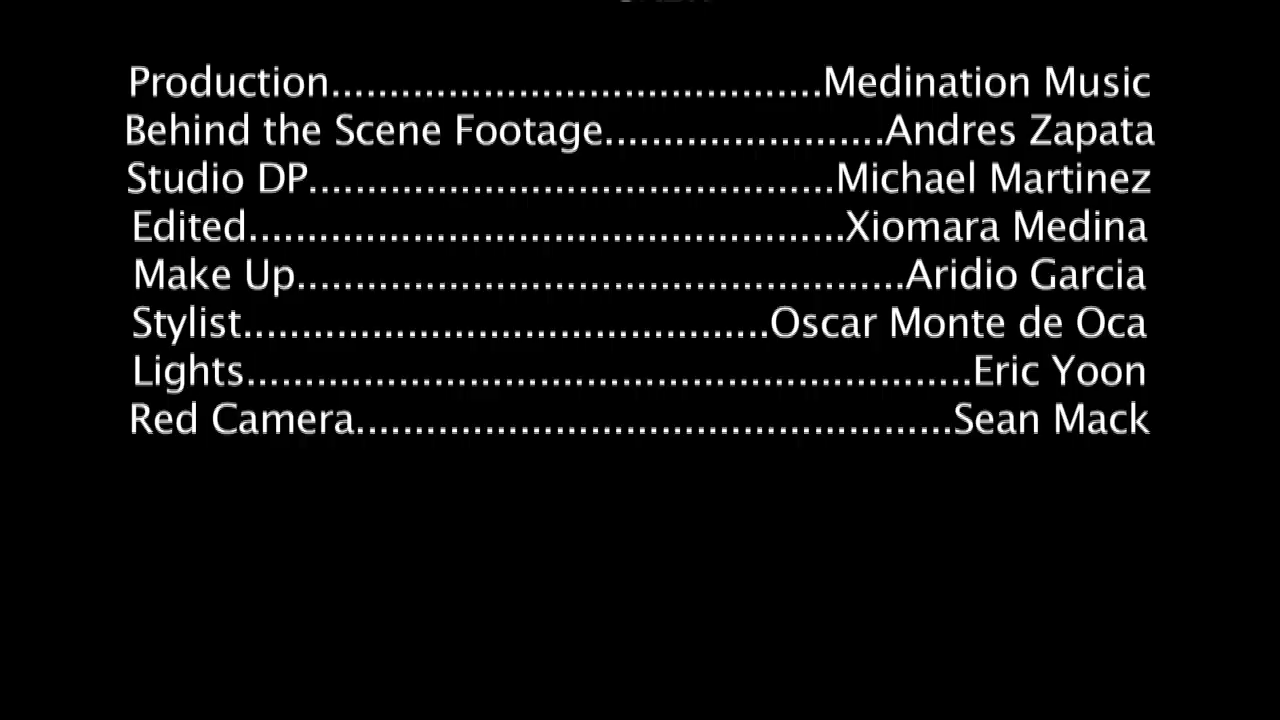 Production..........................................Medination Music
Behind the Scene Footage........................Andres Zapata
Studio DP.............................................Michael Martinez
Edited...................................................Xiomara Medina
Make Up....................................................Aridio Garcia
Stylist.............................................Oscar Monte de Oca
Lights..............................................................Eric Yoon
Red Camera...................................................Sean Mack